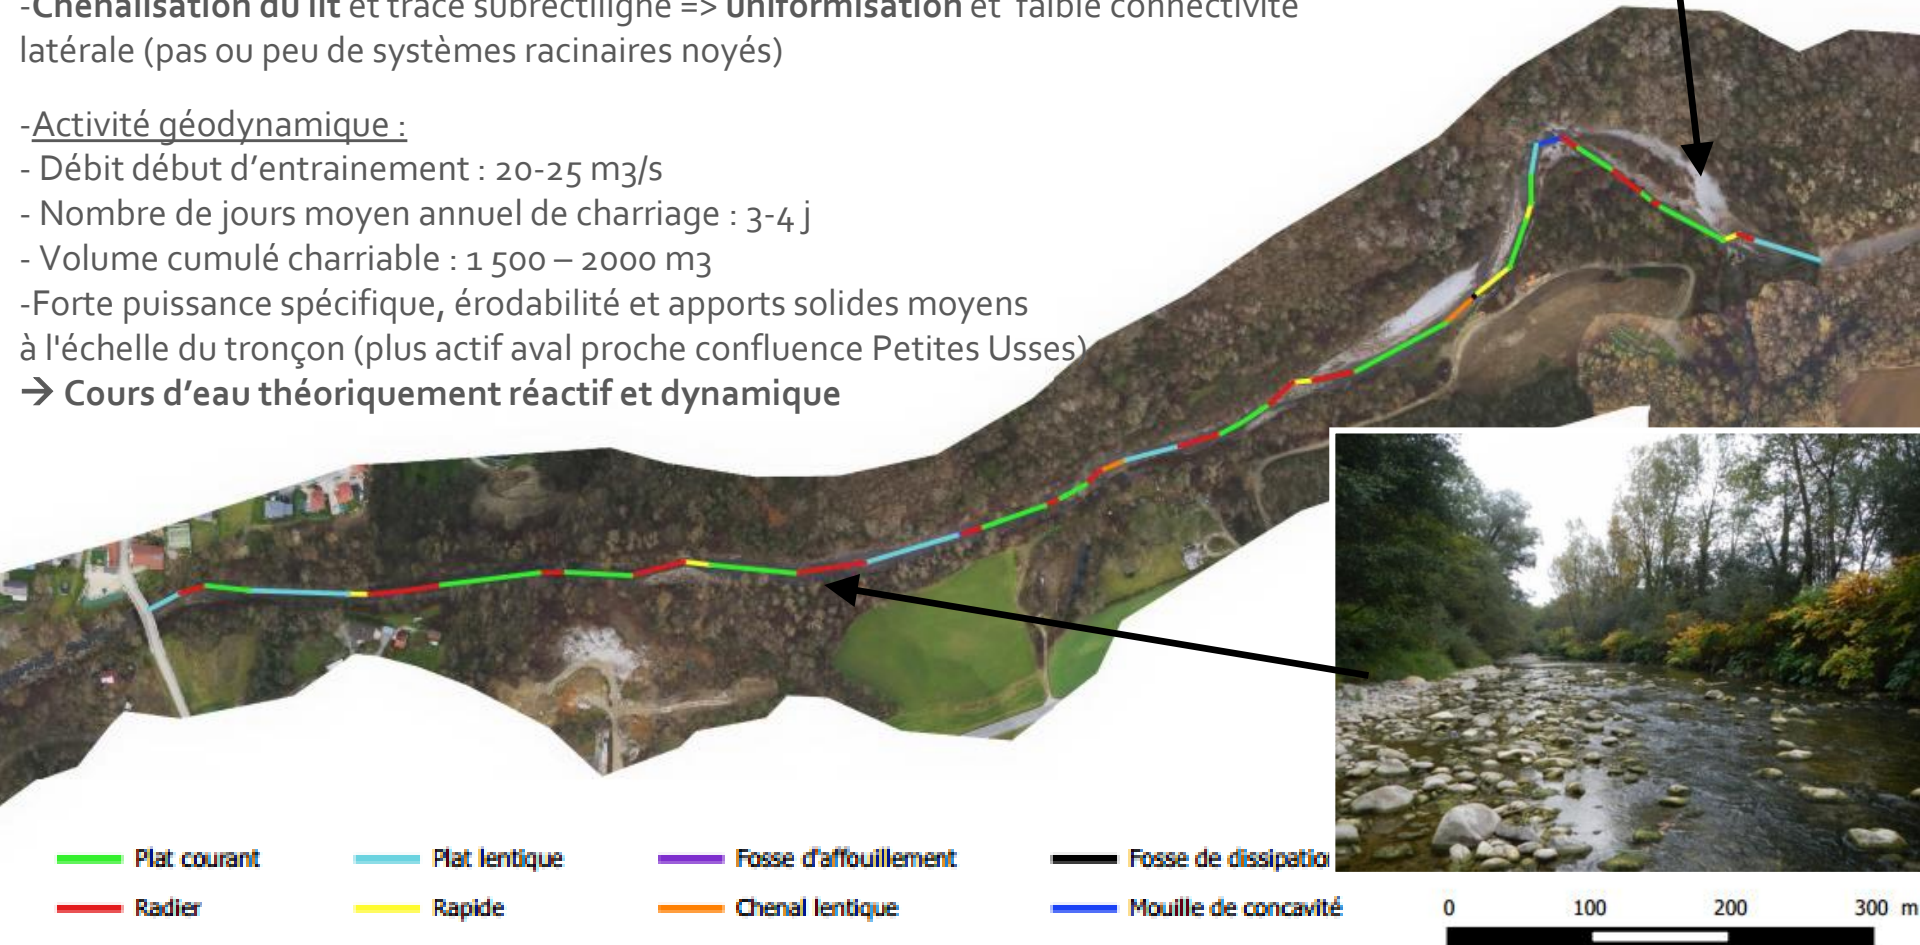 -Chenalisation du lit et tracé subrectiligne => uniformisation et faible connectivité
latérale (pas ou peu de systèmes racinaires noyés)
-Activité géodynamique :
- Débit début d'entrainement : 20-25 m3/s
- Nombre de jours moyen annuel de charriage : 3-4 j
- Volume cumulé charriable : 1 500 – 2000 m3
-Forte puissance spécifique, érodabilité et apports solides moyens
à l'échelle du tronçon (plus actif aval proche confluence Petites Usses)
→ Cours d'eau théoriquement réactif et dynamique
Plat courant Plat lentique Fosse d'affouillement Fosse de dissipation
Radier Rapide Chenal lentique Mouille de concavité
0 100 200 300 m